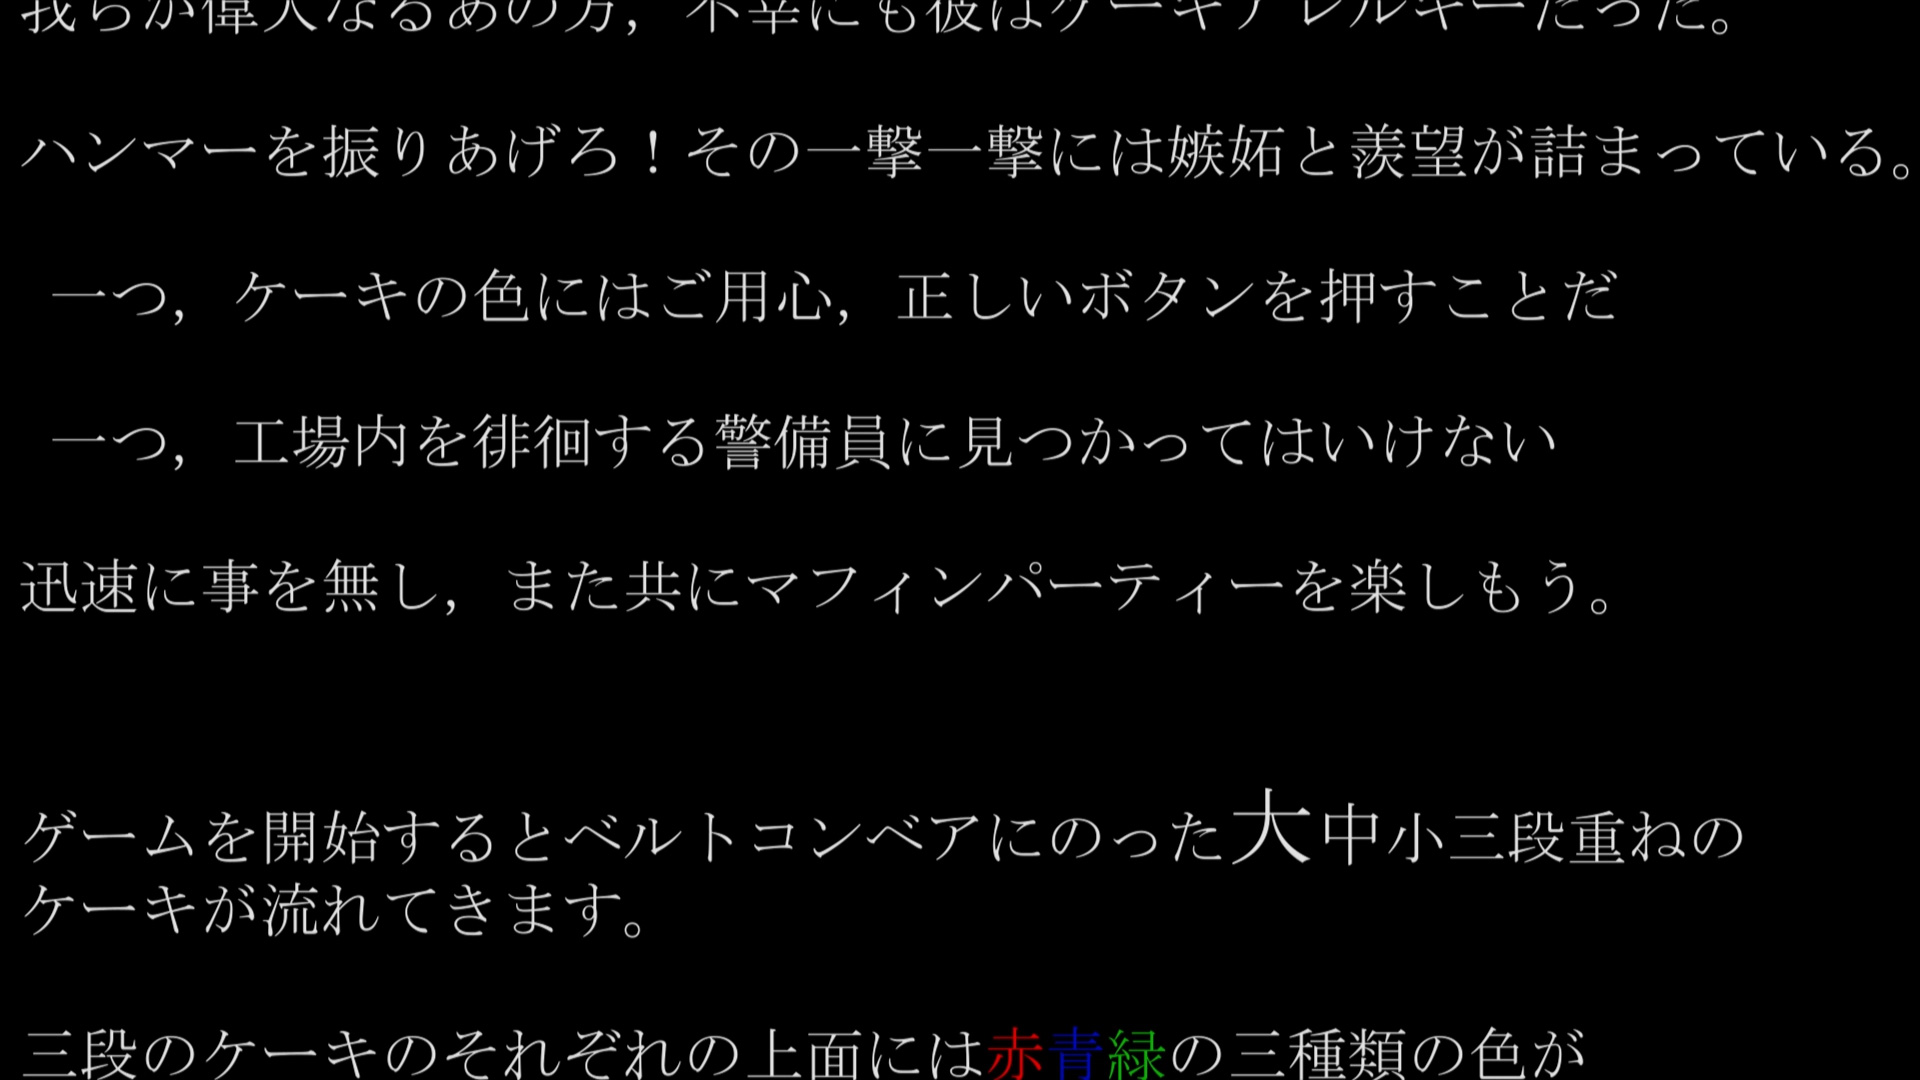 我らが偉大なるあの方，不幸にも彼はケーキアレルギーだった。
ハンマーを振りあげろ！その一撃一撃には嫉妬と羨望が詰まっている。
一つ，ケーキの色にはご用心，正しいボタンを押すことだ
一つ，工場内を徘徊する警備員に見つかってはいけない
迅速に事を無し，また共にマフィンパーティーを楽しもう。
ゲームを開始するとベルトコンベアにのった大中小三段重ねの
ケーキが流れてきます。
三段のケーキのそれぞれの上面には赤青緑の三種類の色が